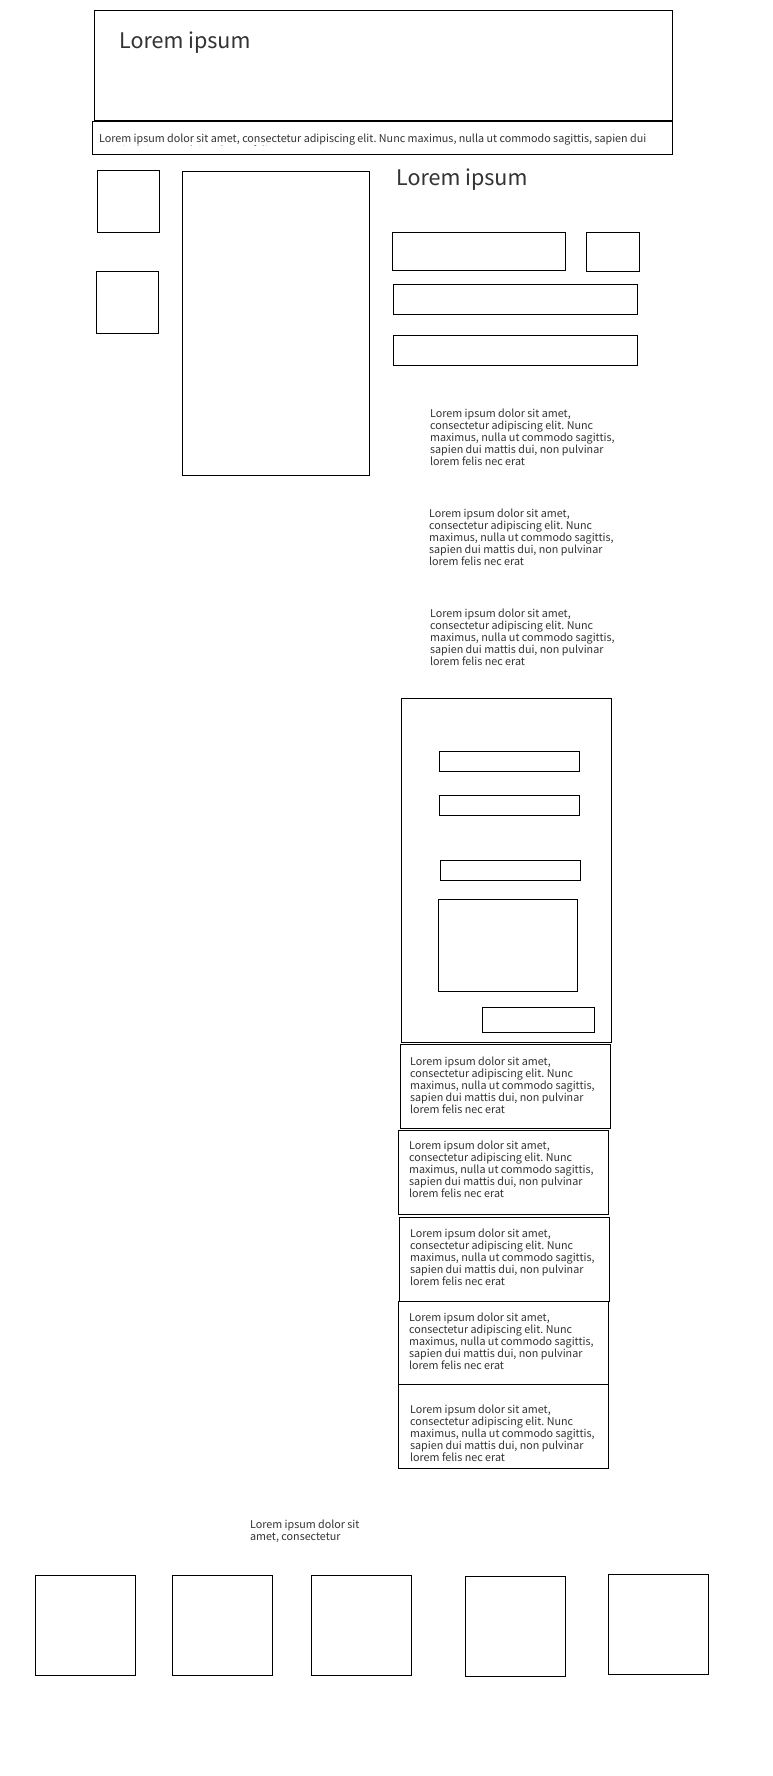 Lorem ipsum
Lorem ipsum dolor sit amet, consectetur adipiscing elit. Nunc maximus, nulla ut commodo sagittis, sapien dui
Lorem ipsum
Lorem ipsum dolor sit amet,
consectetur adipiscing elit. Nunc
maximus, nulla ut commodo sagittis,
sapien dui mattis dui, non pulvinar
lorem felis nec erat
Lorem ipsum dolor sit amet,
consectetur adipiscing elit. Nunc
maximus, nulla ut commodo sagittis,
sapien dui mattis dui, non pulvinar
lorem felis nec erat
Lorem ipsum dolor sit amet,
consectetur adipiscing elit. Nunc
maximus, nulla ut commodo sagittis,
sapien dui mattis dui, non pulvinar
lorem felis nec erat
Lorem ipsum dolor sit amet,
consectetur adipiscing elit. Nunc
maximus, nulla ut commodo sagittis,
sapien dui mattis dui, non pulvinar
lorem felis nec erat
Lorem ipsum dolor sit amet,
consectetur adipiscing elit. Nunc
maximus, nulla ut commodo sagittis,
sapien dui mattis dui, non pulvinar
lorem felis nec erat
Lorem ipsum dolor sit amet,
consectetur adipiscing elit. Nunc
maximus, nulla ut commodo sagittis,
sapien dui mattis dui, non pulvinar
lorem felis nec erat
Lorem ipsum dolor sit amet,
consectetur adipiscing elit. Nunc
maximus, nulla ut commodo sagittis,
sapien dui mattis dui, non pulvinar
lorem felis nec erat
Lorem ipsum dolor sit amet,
consectetur adipiscing elit. Nunc
maximus, nulla ut commodo sagittis,
sapien dui mattis dui, non pulvinar
lorem felis nec erat
Lorem ipsum dolor sit
amet, consectetur